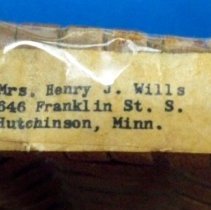 Mrs. Henry J. Wills
646 Franklin St. S.
Hutchinson, Minn.